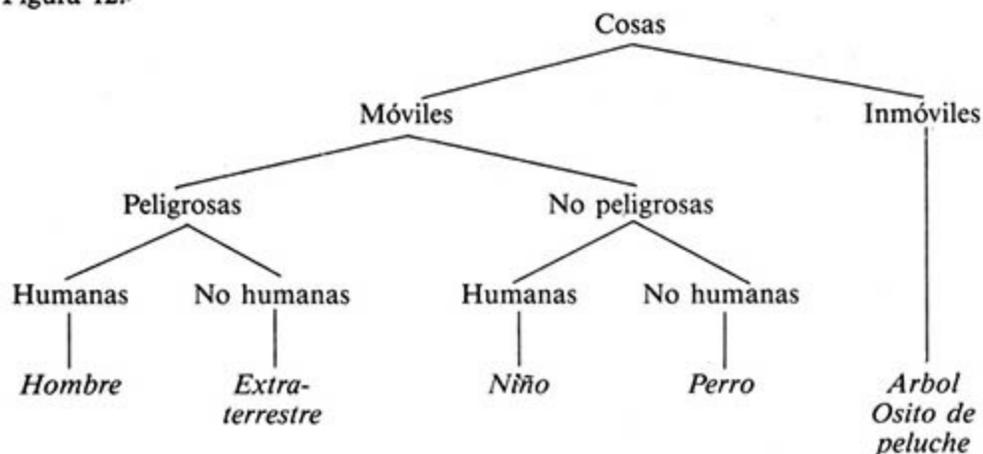 Figura 12.
Cosas
Móviles Inmóviles
Peligrosas No peligrosas
Humanas No humanas Humanas No humanas
Hombre Extra- Niño Perro Arbol
terrestre Osito de
peluche